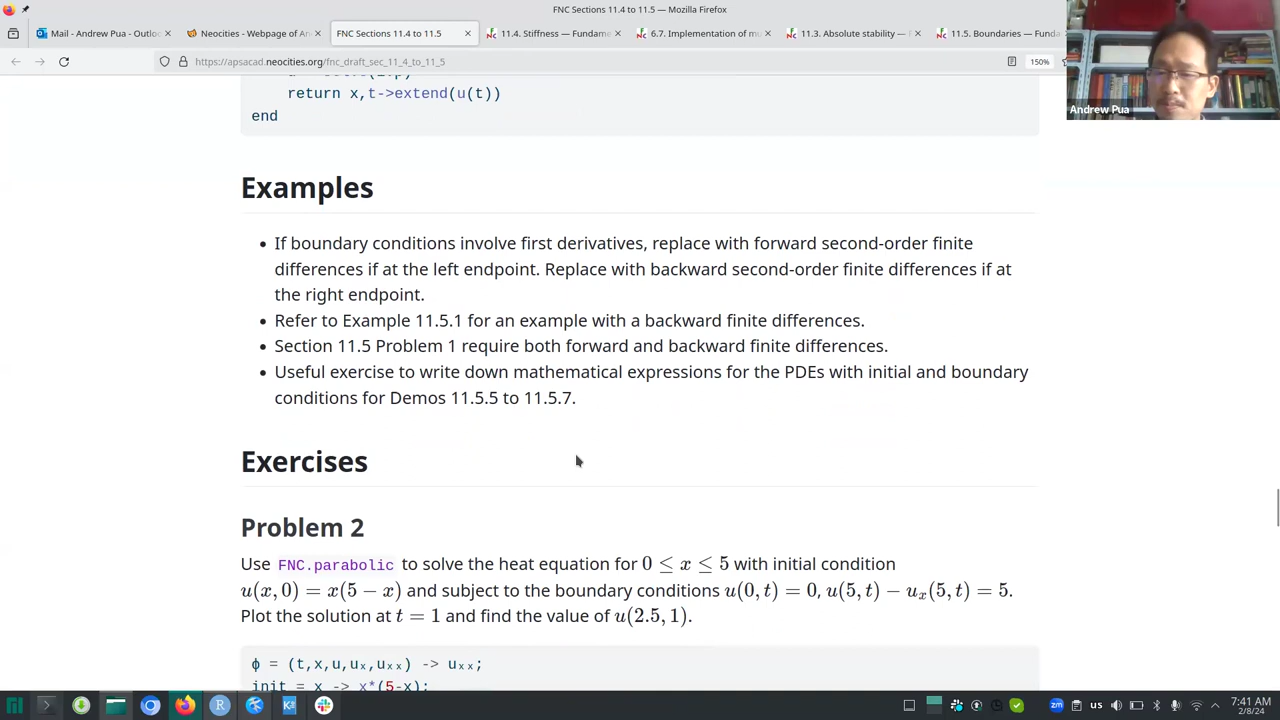 FNC Sections 11.4 to 11.5 — Mozilla Firefox
Mail - Andrew Pua - Outloo
Neocities - Webpage of An
FNC Sections 11.4 to 11.5
11.4. Stiffness — Fundame
6.7. Implementation of mu
11.3. Absolute stability — F
11.5. Boundaries — Funda
https://apsacad.neocities.org/fnc_draft_sec_11_4_to_11_5
150%
Andrew Pua
return x,t->extend(u(t))
end
Examples
• If boundary conditions involve first derivatives, replace with forward second-order finite
differences if at the left endpoint. Replace with backward second-order finite differences if at
the right endpoint.
• Refer to Example 11.5.1 for an example with a backward finite differences.
• Section 11.5 Problem 1 require both forward and backward finite differences.
• Useful exercise to write down mathematical expressions for the PDEs with initial and boundary
conditions for Demos 11.5.5 to 11.5.7.
Exercises
Problem 2
Use FNC.parabolic to solve the heat equation for 0 ≤ x ≤ 5 with initial condition
u(x, 0) = x(5 − x) and subject to the boundary conditions u(0, t) = 0, u(5, t) − uₓ(5, t) = 5.
Plot the solution at t = 1 and find the value of u(2.5, 1).
ϕ = (t,x,u,uₓ,uₓₓ) -> uₓₓ;
init = x -> x*(5-x);
us
7:41 AM
2/8/24